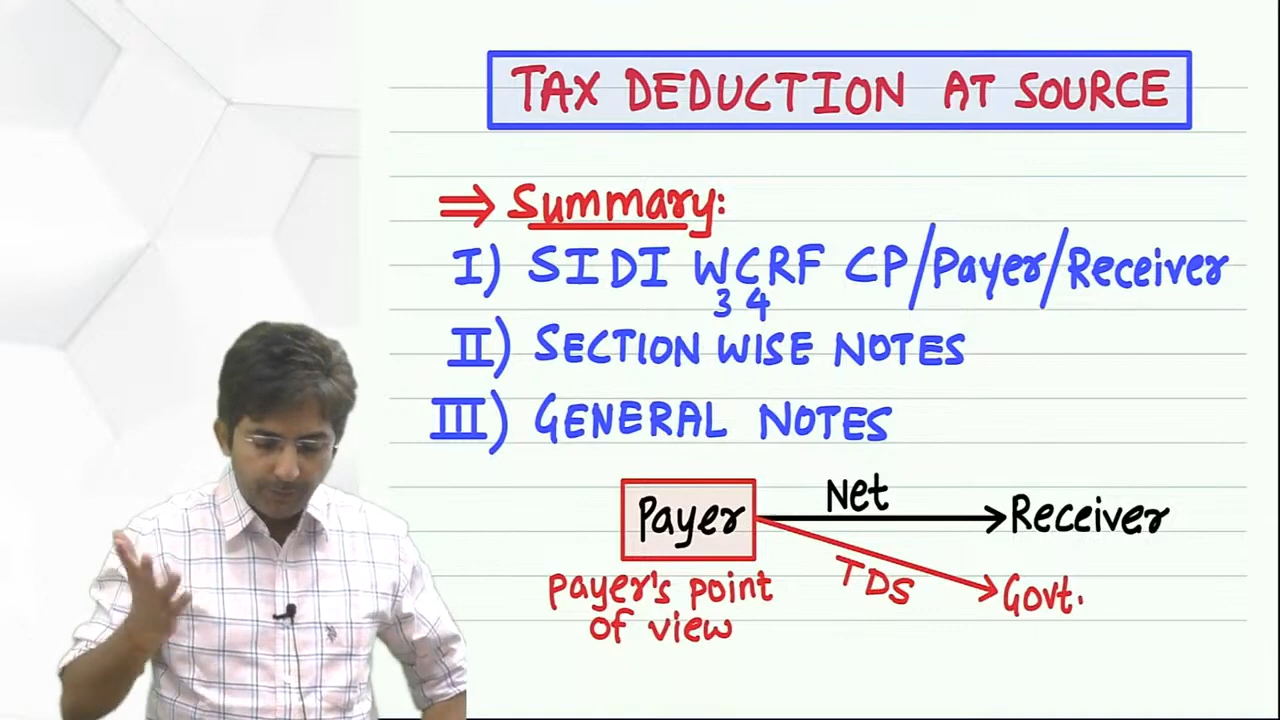 TAX DEDUCTION AT SOURCE
⇒ Summary:
I) SIDI WCRF CP/Payer/Receiver
3 4
II) SECTION WISE NOTES
III) GENERAL NOTES
Net
Payer
Receiver
TDS
Payer's point
Govt.
of view